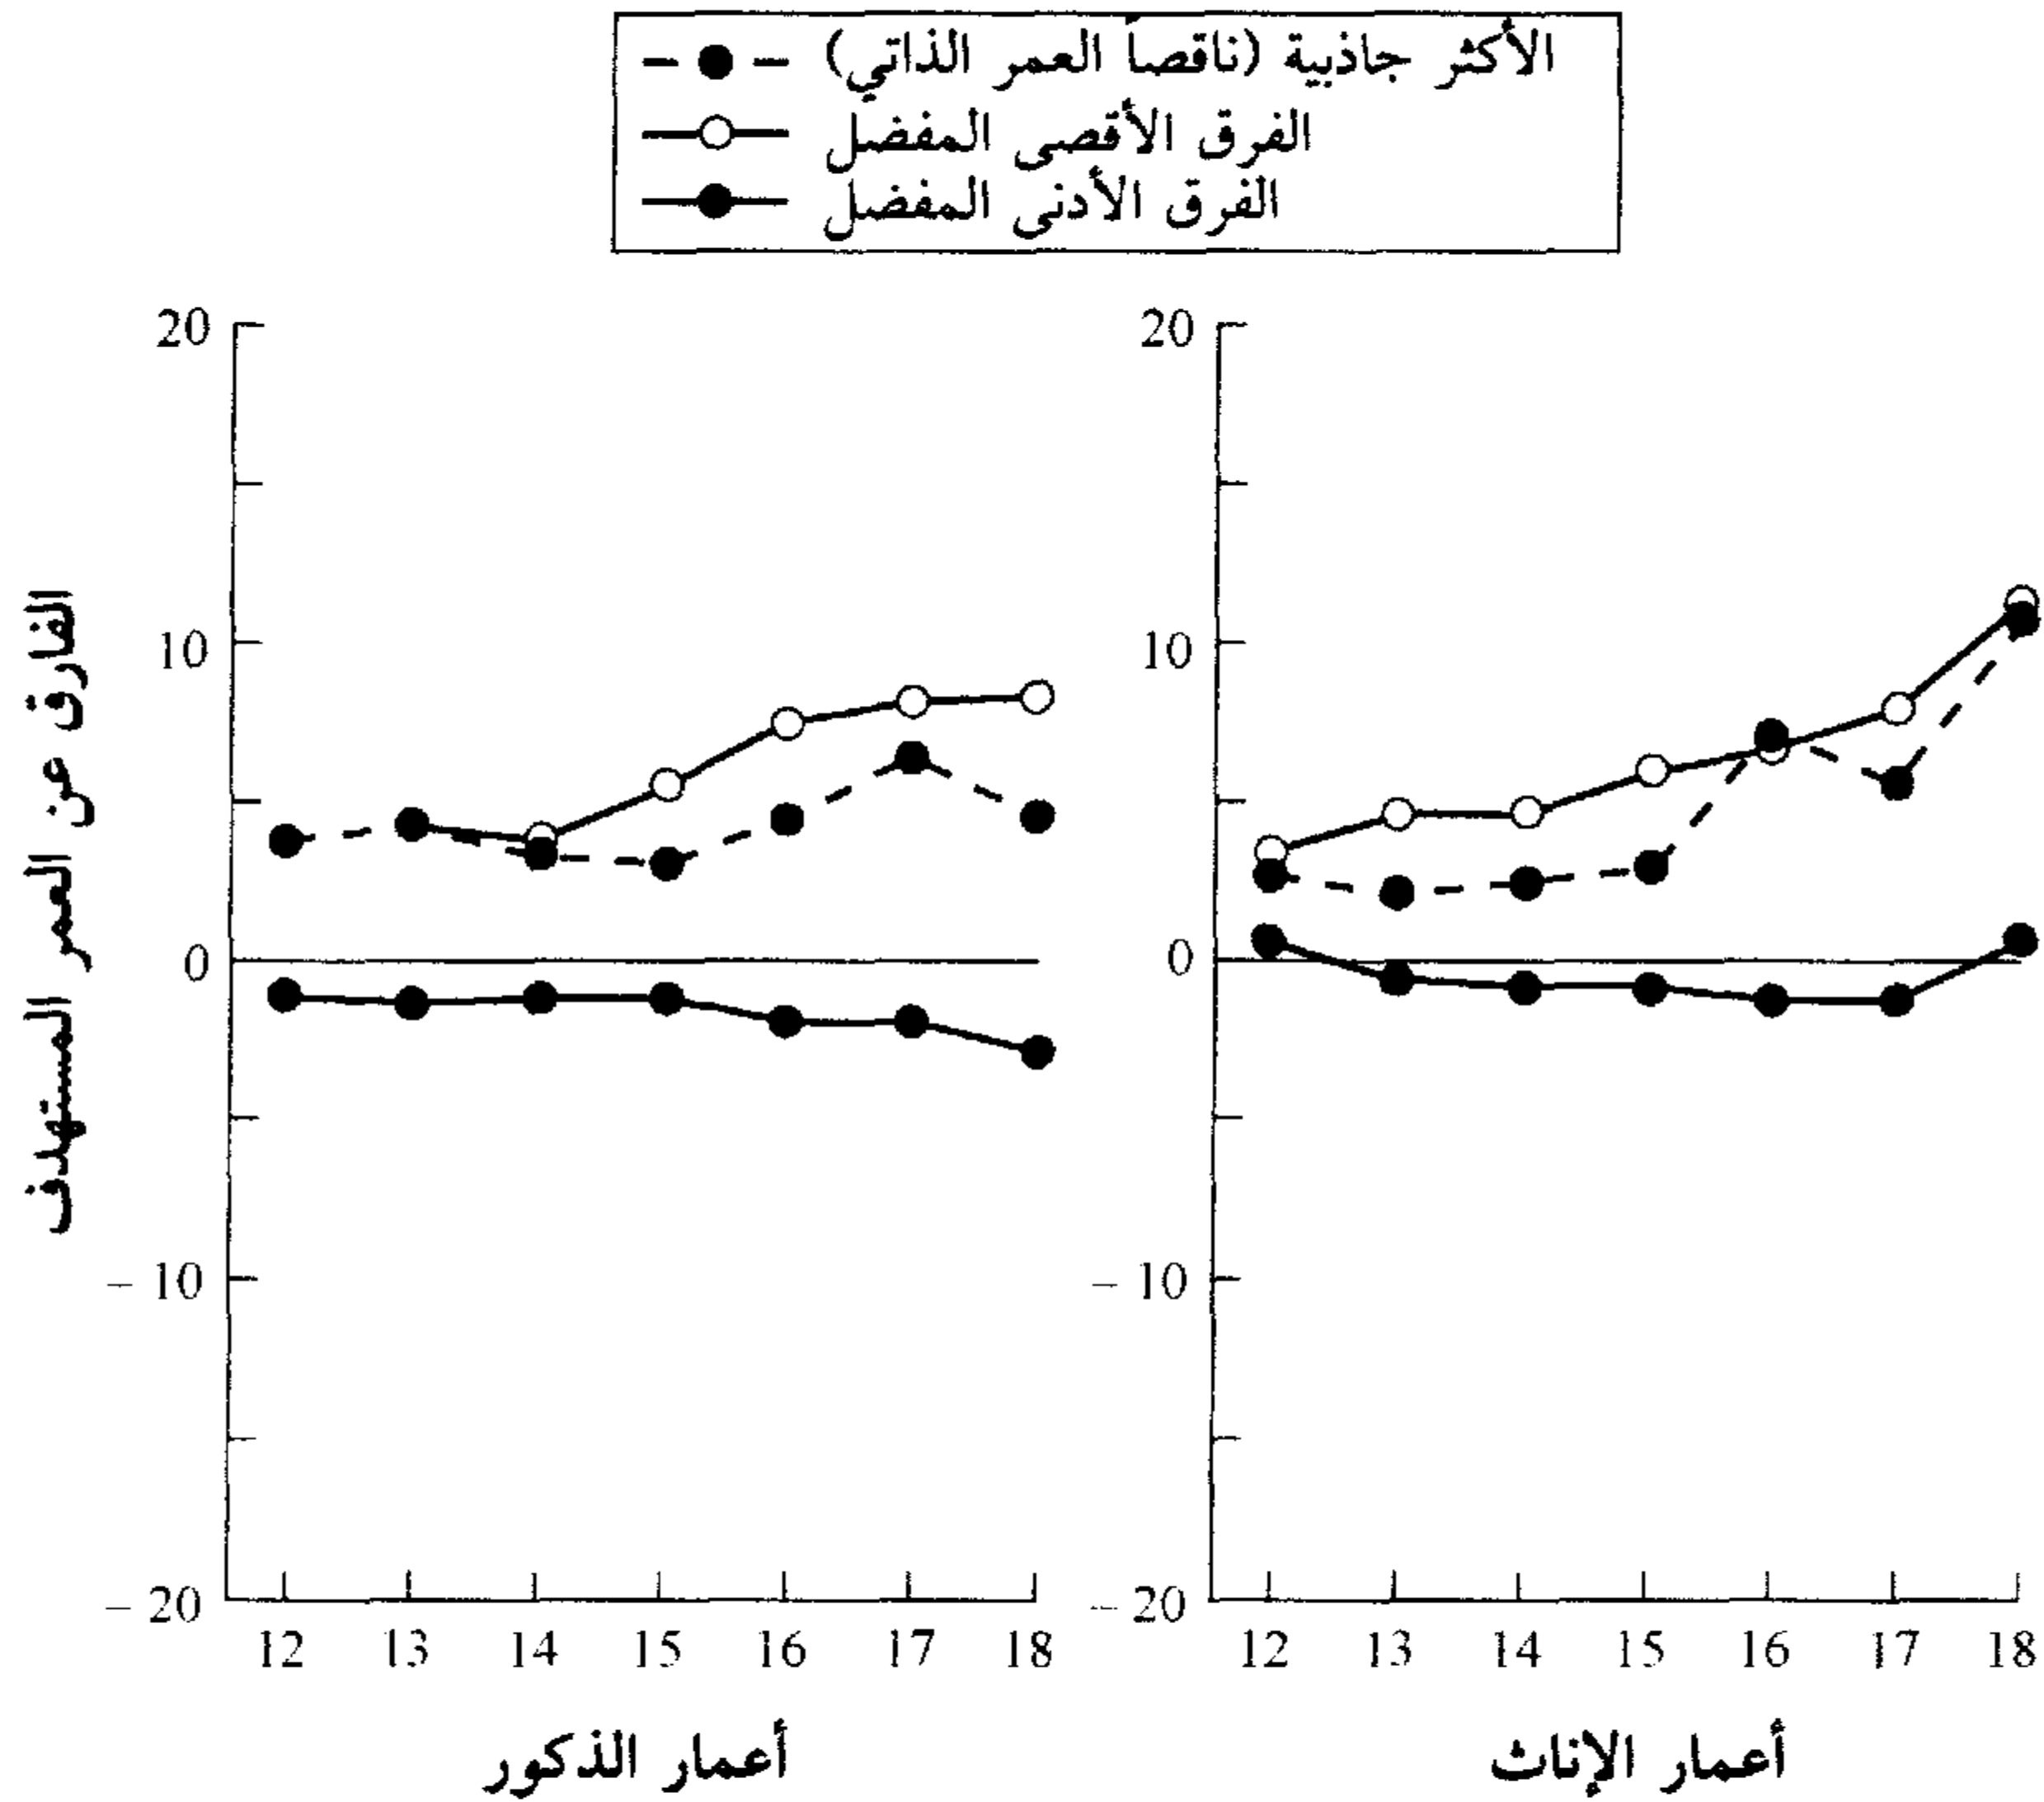 الأكثر جاذبية (ناقصاً العمر الذاتي)
الفرق الأقصى المفضل
الفرق الأدنى المفضل
الفارق عن العمر المستهدف
20
10
0
– 10
– 20
12 13 14 15 16 17 18
أعمار الذكور
20
10
0
– 10
– 20
12 13 14 15 16 17 18
أعمار الإناث